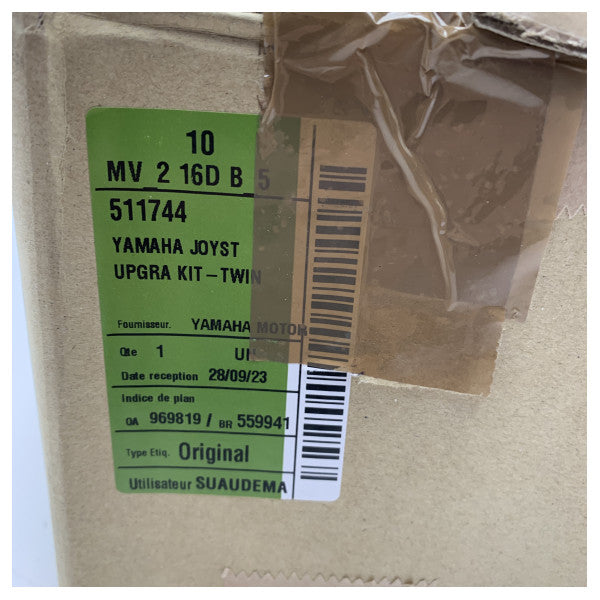 10
MV_2 16D B_5
511744
YAMAHA JOYST
UPGRA KIT-TWIN
Fournisseur. YAMAHA MOTOR
Qte 1
Date reception 28/09/23
Indice de plan
OA 969819 / BR 559941
Type Etiq. Original
Utilisateur SUAUDEMA